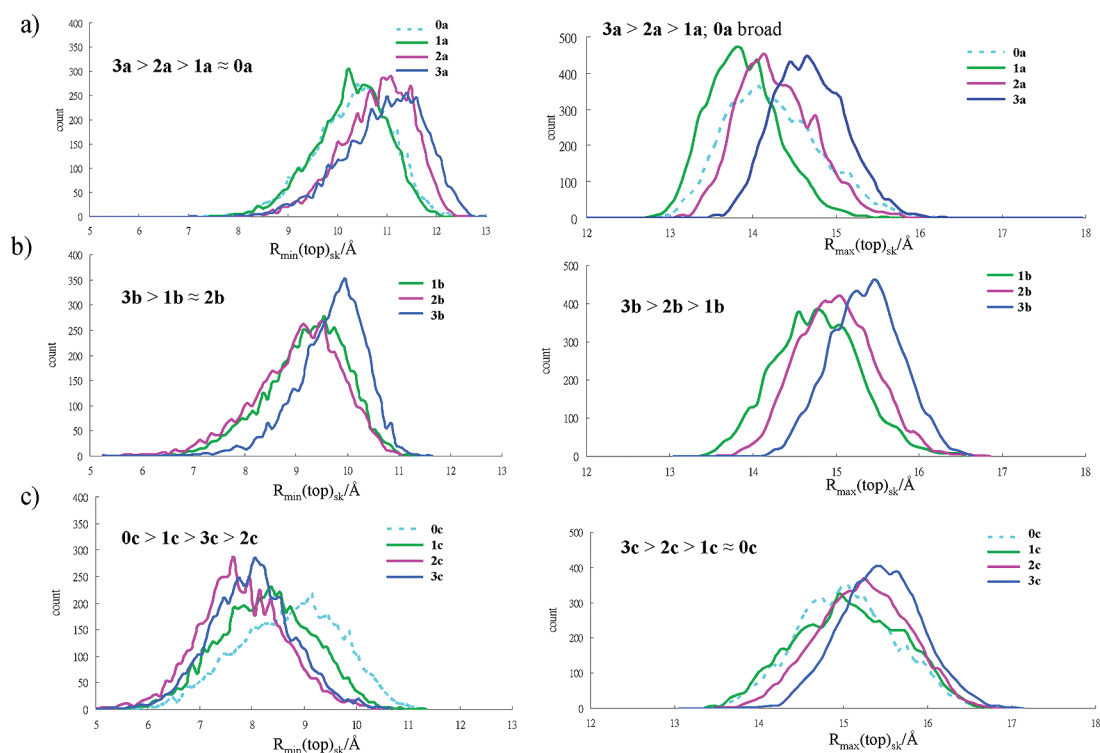 a)
3a > 2a > 1a ≈ 0a
0a
1a
2a
3a
count
400
350
300
250
200
150
100
50
0
5 6 7 8 9 10 11 12 13
Rmin(top)sk/Å
3a > 2a > 1a; 0a broad
0a
1a
2a
3a
count
500
400
300
200
100
0
12 13 14 15 16 17 18
Rmax(top)sk/Å
b)
3b > 1b ≈ 2b
1b
2b
3b
count
400
350
300
250
200
150
100
50
0
5 6 7 8 9 10 11 12 13
Rmin(top)sk/Å
3b > 2b > 1b
1b
2b
3b
count
500
400
300
400
100
0
12 13 14 15 16 17 18
Rmax(top)sk/Å
c)
0c > 1c > 3c > 2c
0c
1c
2c
3c
count
400
350
300
250
200
150
100
50
0
5 6 7 8 9 10 11 12 13
Rmin(top)sk/Å
3c > 2c > 1c ≈ 0c
0c
1c
2c
3c
count
500
400
300
200
100
0
12 13 14 15 16 17 18
Rmax(top)sk/Å